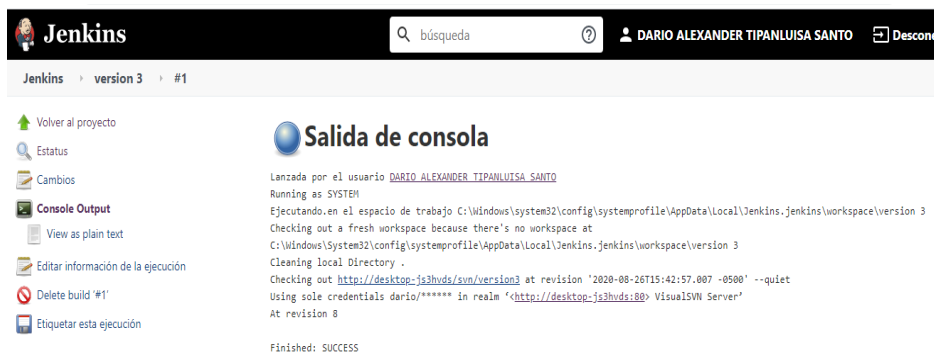 Jenkins
búsqueda
DARIO ALEXANDER TIPANLUISA SANTO
Descone
Jenkins
version 3
#1
Volver al proyecto
Estatus
Cambios
Console Output
View as plain text
Editar información de la ejecución
Delete build '#1'
Etiquetar esta ejecución
Salida de consola
Lanzada por el usuario DARIO ALEXANDER TIPANLUISA SANTO
Running as SYSTEM
Ejecutando.en el espacio de trabajo C:\Windows\system32\config\systemprofile\AppData\Local\Jenkins.jenkins\workspace\version 3
Checking out a fresh workspace because there's no workspace at
C:\Windows\System32\config\systemprofile\AppData\Local\Jenkins.jenkins\workspace\version 3
Cleaning local Directory .
Checking out http://desktop-js3hvds/svn/version3 at revision '2020-08-26T15:42:57.007 -0500' --quiet
Using sole credentials dario/****** in realm ‘<http://desktop-js3hvds:80> VisualSVN Server’
At revision 8
Finished: SUCCESS